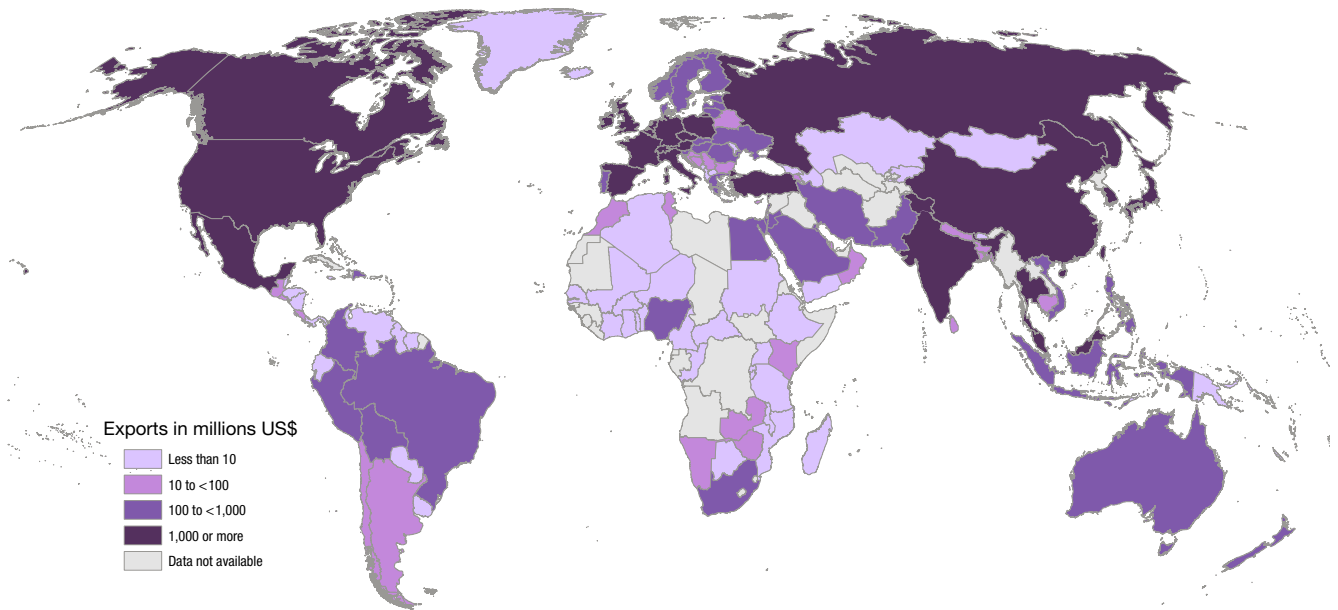 Exports in millions US$
Less than 10
10 to <100
100 to <1,000
1,000 or more
Data not available